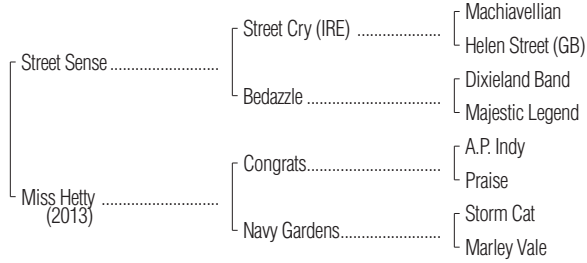 Machiavellian
Street Cry (IRE) ....................
Helen Street (GB)
Street Sense ..........................
Dixieland Band
Bedazzle .................................
Majestic Legend
A.P. Indy
Congrats.................................
Praise
Miss Hetty ............................
(2013)
Storm Cat
Navy Gardens........................
Marley Vale